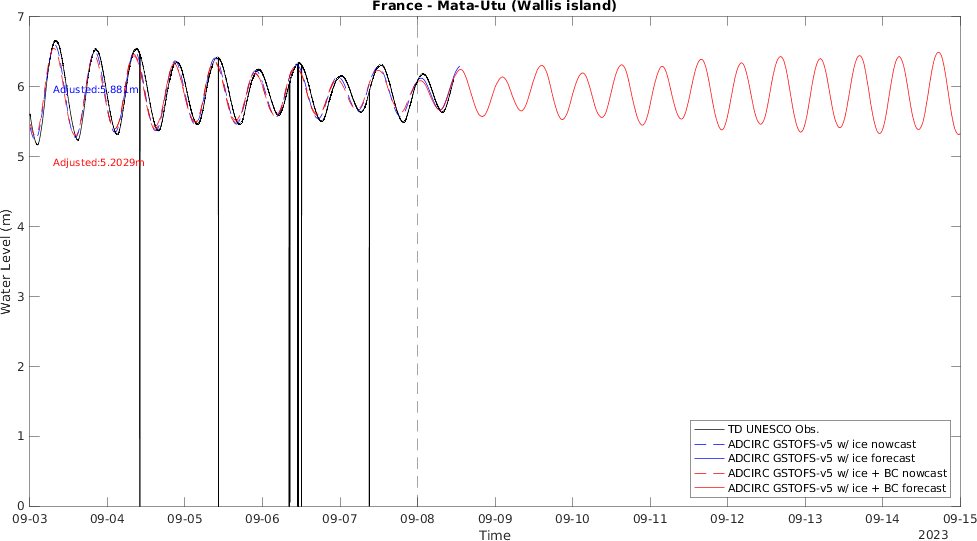 France - Mata-Utu (Wallis island)
7
6
5
4
3
2
1
0
Water Level (m)
Adjusted:5.881m
Adjusted:5.2029m
TD UNESCO Obs.
ADCIRC GSTOFS-v5 w/ ice nowcast
ADCIRC GSTOFS-v5 w/ ice forecast
ADCIRC GSTOFS-v5 w/ ice + BC nowcast
ADCIRC GSTOFS-v5 w/ ice + BC forecast
09-03 09-04 09-05 09-06 09-07 09-08 09-09 09-10 09-11 09-12 09-13 09-14 09-15
Time
2023